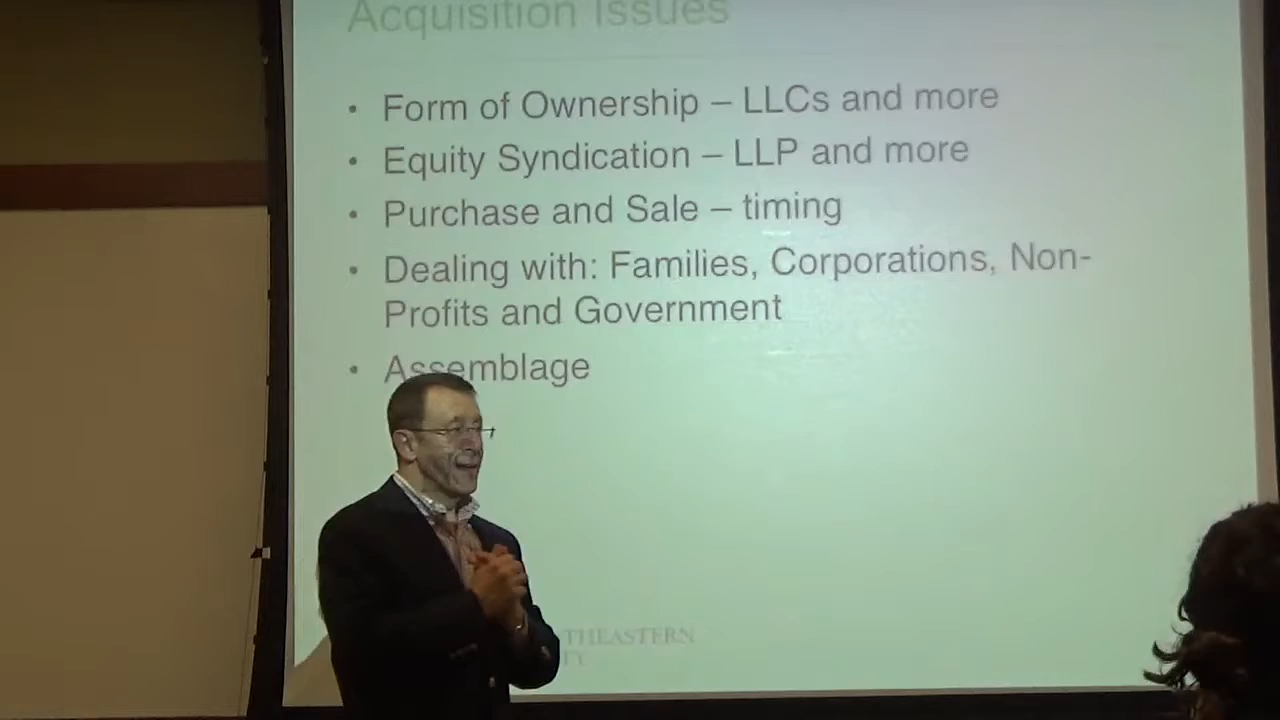 Acquisition Issues
• Form of Ownership – LLCs and more
• Equity Syndication – LLP and more
• Purchase and Sale – timing
• Dealing with: Families, Corporations, Non-
Profits and Government
• Assemblage
THEASTERN